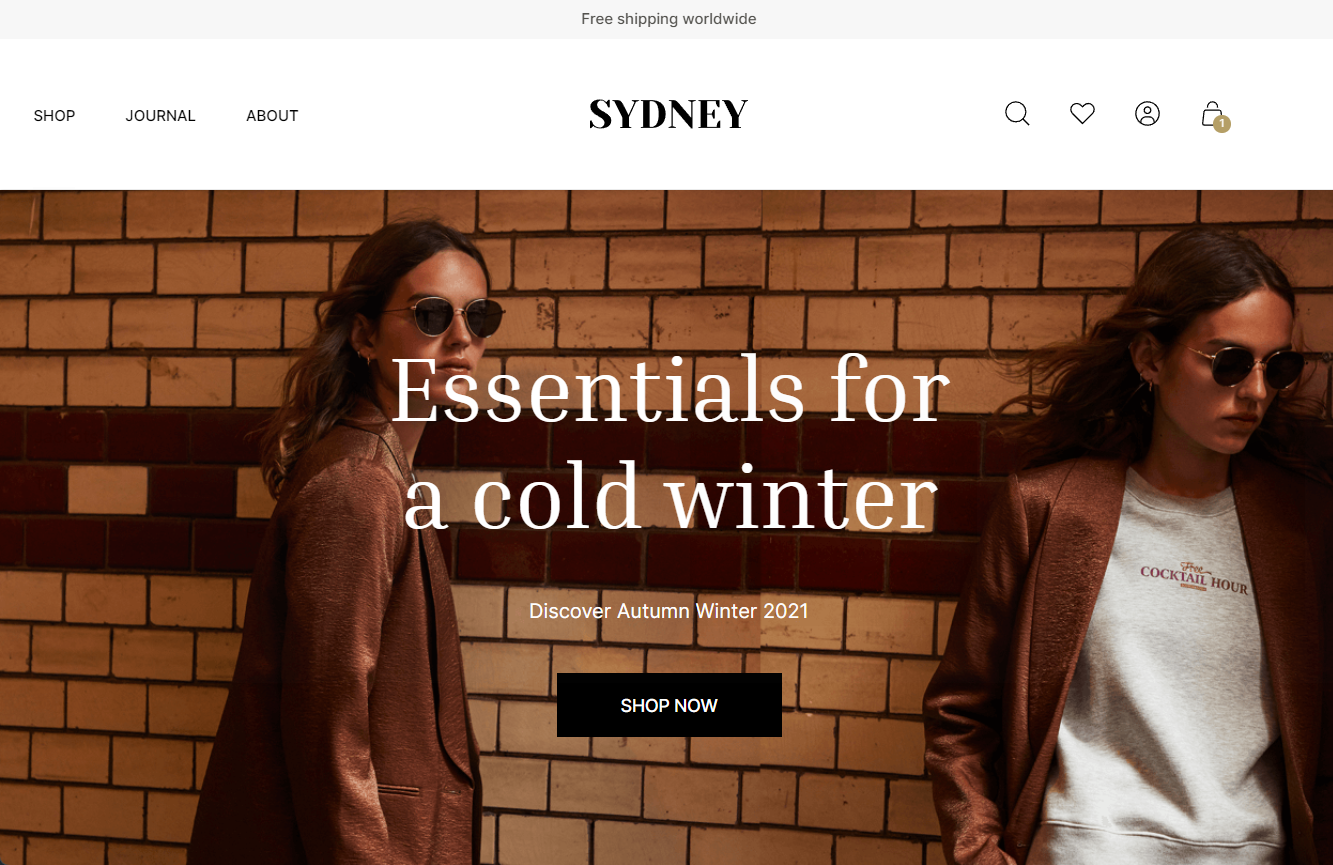 Free shipping worldwide
SHOP JOURNAL ABOUT SYDNEY 1
Essentials for
a cold winter
Free
COCKTAIL HOUR
Discover Autumn Winter 2021
SHOP NOW